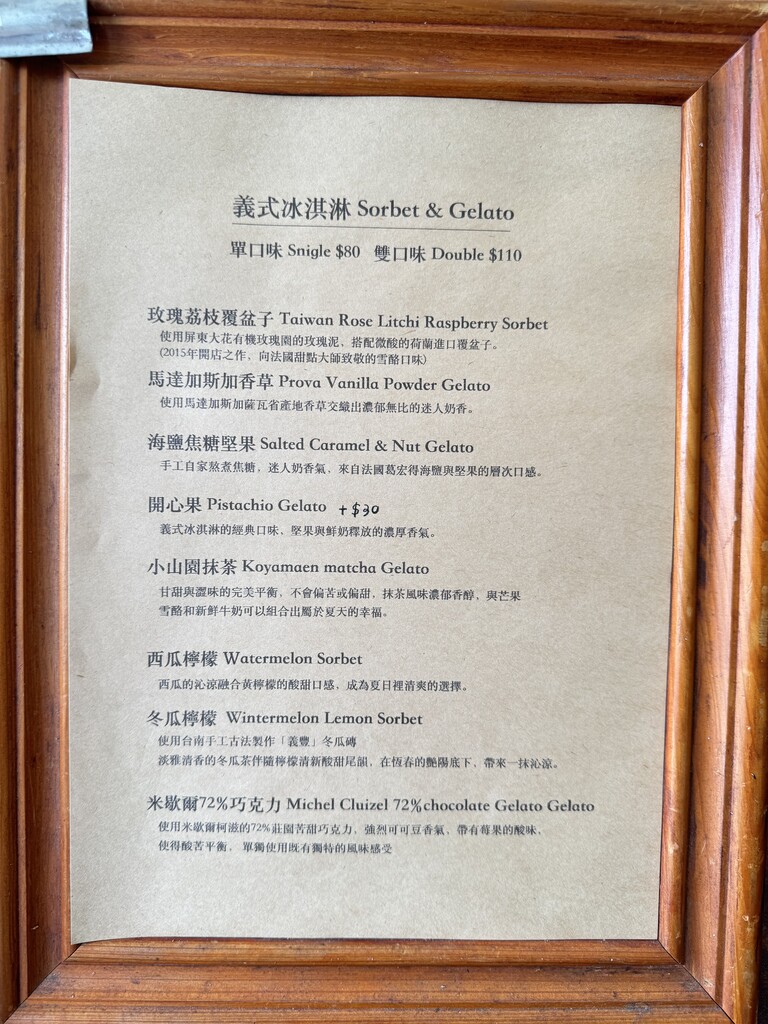 義式冰淇淋 Sorbet & Gelato
單口味 Snigle $80 雙口味 Double $110
玫瑰荔枝覆盆子 Taiwan Rose Litchi Raspberry Sorbet
使用屏東大花有機玫瑰園的玫瑰泥、搭配微酸的荷蘭進口覆盆子。
(2015年開店之作，向法國甜點大師致敬的雪酪口味)
馬達加斯加香草 Prova Vanilla Powder Gelato
使用馬達加斯加薩瓦省產地香草交織出濃郁無比的迷人奶香。
海鹽焦糖堅果 Salted Caramel & Nut Gelato
手工自家熬煮焦糖，迷人奶香氣，來自法國葛宏得海鹽與堅果的層次口感。
開心果 Pistachio Gelato +$30
義式冰淇淋的經典口味、堅果與鮮奶釋放的濃厚香氣。
小山園抹茶 Koyamaen matcha Gelato
甘甜與澀味的完美平衡，不會偏苦或偏甜，抹茶風味濃郁香醇，與芒果
雪酪和新鮮牛奶可以組合出屬於夏天的幸福。
西瓜檸檬 Watermelon Sorbet
西瓜的沁涼融合黃檸檬的酸甜口感，成為夏日裡清爽的選擇。
冬瓜檸檬 Wintermelon Lemon Sorbet
使用台南手工古法製作「義豐」冬瓜磚
淡雅清香的冬瓜茶伴隨檸檬清新酸甜尾韻，在恆春的艷陽底下，帶來一抹沁涼。
米歇爾72%巧克力 Michel Cluizel 72%chocolate Gelato Gelato
使用米歇爾柯滋的72%莊園苦甜巧克力，強烈可可豆香氣，帶有莓果的酸味，
使得酸苦平衡， 單獨使用既有獨特的風味感受